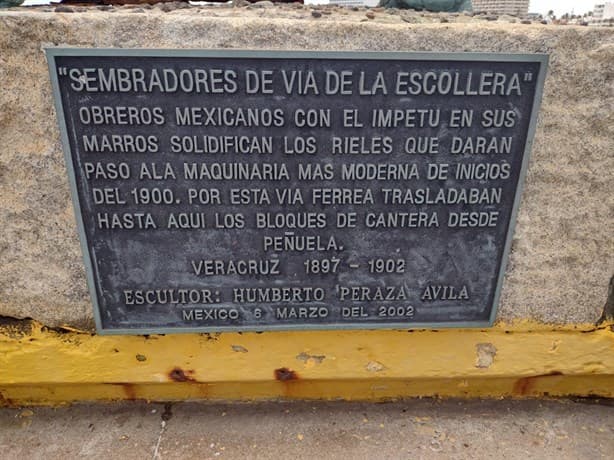 "SEMBRADORES DE VIA DE LA ESCOLLERA"
OBREROS MEXICANOS CON EL IMPETU EN SUS
MARROS SOLIDIFICAN LOS RIELES QUE DARAN
PASO ALA MAQUINARIA MAS MODERNA DE INICIOS
DEL 1900. POR ESTA VIA FERREA TRASLADABAN
HASTA AQUI LOS BLOQUES DE CANTERA DESDE
PEÑUELA.
VERACRUZ 1897 - 1902
ESCULTOR: HUMBERTO PERAZA AVILA
MEXICO 6 MARZO DEL 2002